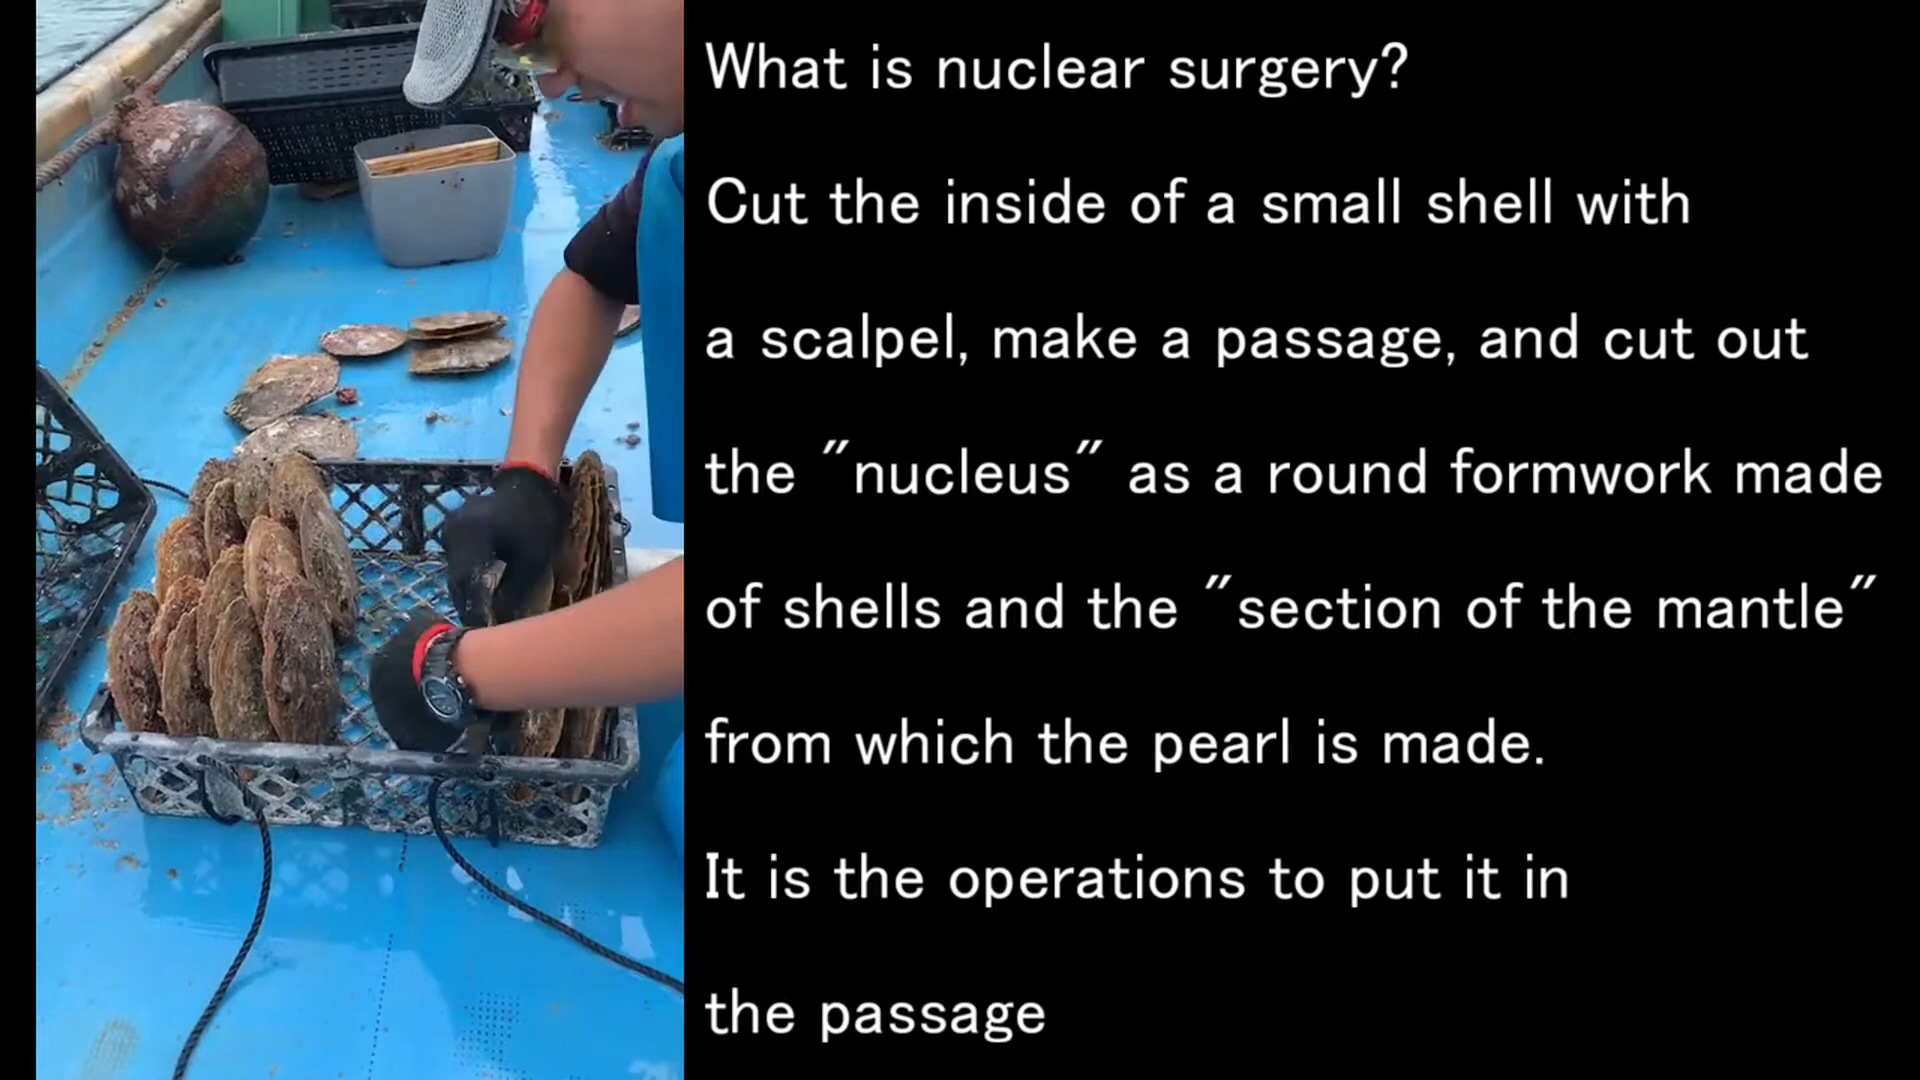 What is nuclear surgery?
Cut the inside of a small shell with
a scalpel, make a passage, and cut out
the "nucleus" as a round formwork made
of shells and the "section of the mantle"
from which the pearl is made.
It is the operations to put it in
the passage